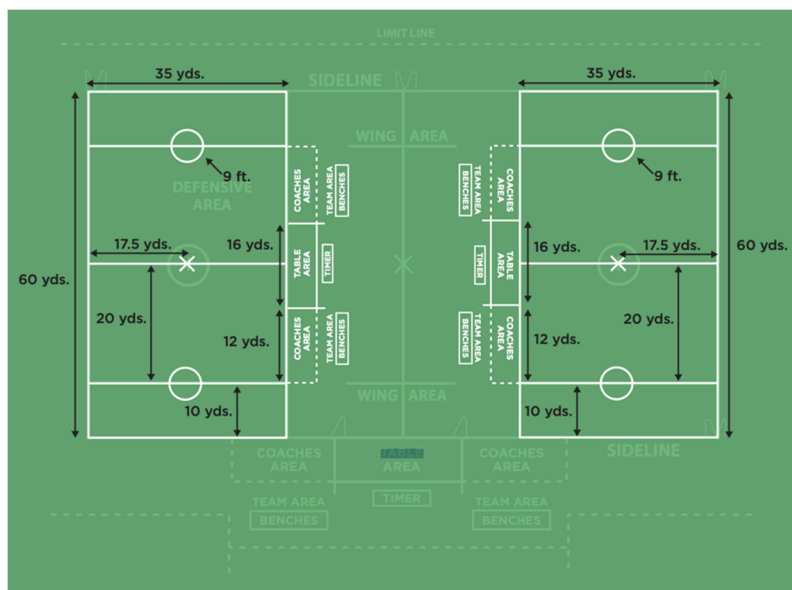 LIMIT LINE
35 yds.
SIDELINE
35 yds.
WING AREA
9 ft.
DEFENSIVE
AREA
COACHES
AREA
TEAM AREA
BENCHES
BENCHES
TEAM AREA
COACHES
AREA
9 ft.
17.5 yds.
16 yds.
TABLE
AREA
TIMER
TIMER
TABLE
AREA
16 yds.
17.5 yds.
60 yds.
60 yds.
20 yds.
12 yds.
COACHES
AREA
TEAM AREA
BENCHES
BENCHES
TEAM AREA
COACHES
AREA
12 yds.
20 yds.
10 yds.
WING AREA
10 yds.
COACHES
AREA
TABLE
AREA
COACHES
AREA
SIDELINE
TEAM AREA
BENCHES
TIMER
TEAM AREA
BENCHES